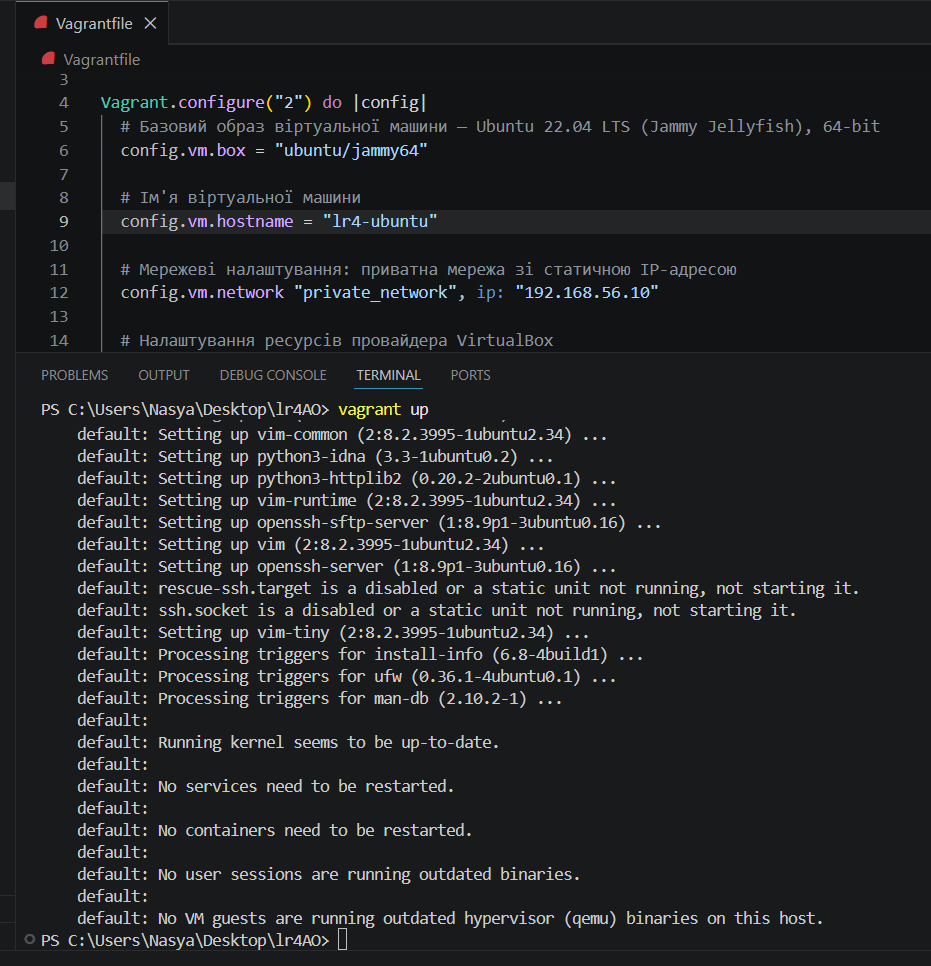 Vagrantfile
Vagrantfile
3
4 Vagrant.configure("2") do |config|
5 # Базовий образ віртуальної машини — Ubuntu 22.04 LTS (Jammy Jellyfish), 64-bit
6 config.vm.box = "ubuntu/jammy64"
7
8 # Ім'я віртуальної машини
9 config.vm.hostname = "lr4-ubuntu"
10
11 # Мережеві налаштування: приватна мережа зі статичною IP-адресою
12 config.vm.network "private_network", ip: "192.168.56.10"
13
14 # Налаштування ресурсів провайдера VirtualBox
PROBLEMS OUTPUT DEBUG CONSOLE TERMINAL PORTS
PS C:\Users\Nasya\Desktop\lr4AO> vagrant up
default: Setting up vim-common (2:8.2.3995-1ubuntu2.34) ...
default: Setting up python3-idna (3.3-1ubuntu0.2) ...
default: Setting up python3-httplib2 (0.20.2-2ubuntu0.1) ...
default: Setting up vim-runtime (2:8.2.3995-1ubuntu2.34) ...
default: Setting up openssh-sftp-server (1:8.9p1-3ubuntu0.16) ...
default: Setting up vim (2:8.2.3995-1ubuntu2.34) ...
default: Setting up openssh-server (1:8.9p1-3ubuntu0.16) ...
default: rescue-ssh.target is a disabled or a static unit not running, not starting it.
default: ssh.socket is a disabled or a static unit not running, not starting it.
default: Setting up vim-tiny (2:8.2.3995-1ubuntu2.34) ...
default: Processing triggers for install-info (6.8-4build1) ...
default: Processing triggers for ufw (0.36.1-4ubuntu0.1) ...
default: Processing triggers for man-db (2.10.2-1) ...
default:
default: Running kernel seems to be up-to-date.
default:
default: No services need to be restarted.
default:
default: No containers need to be restarted.
default:
default: No user sessions are running outdated binaries.
default:
default: No VM guests are running outdated hypervisor (qemu) binaries on this host.
PS C:\Users\Nasya\Desktop\lr4AO>